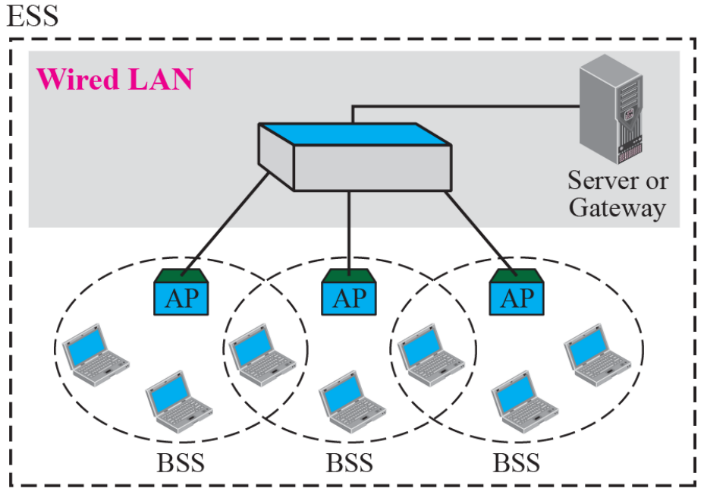 ESS
Wired LAN
Server or
Gateway
AP
AP
AP
BSS
BSS
BSS